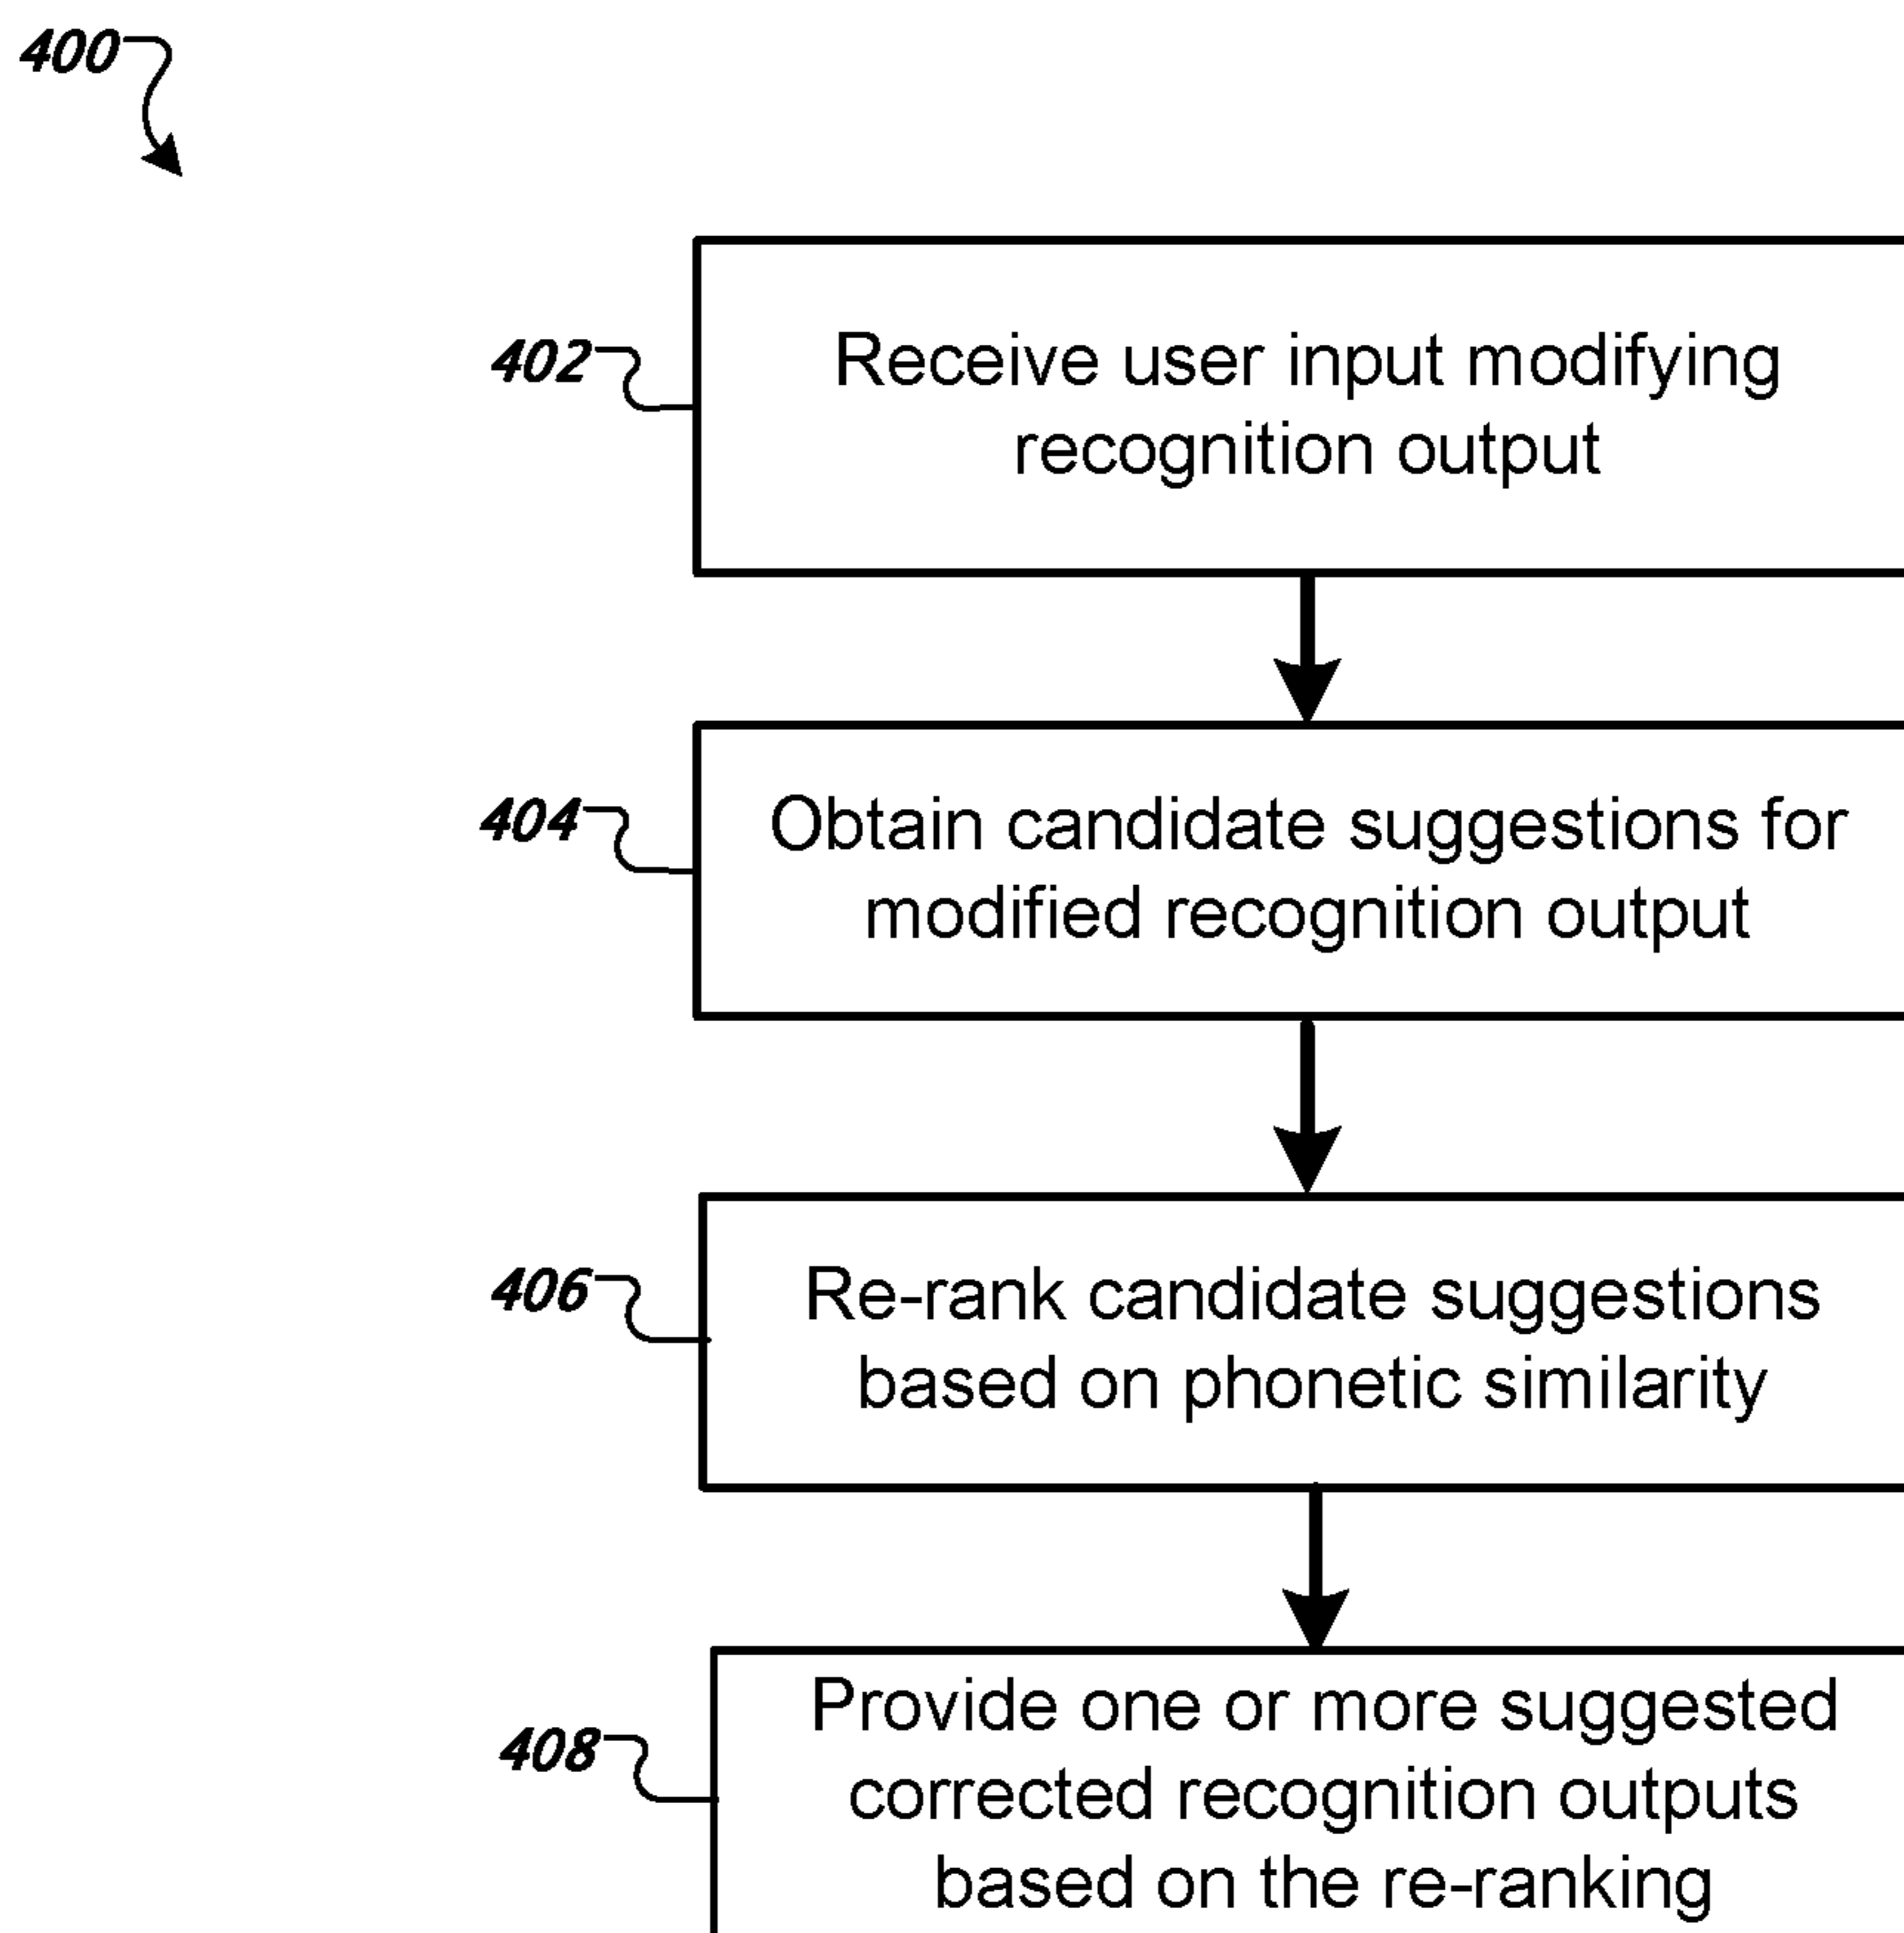 400
402
Receive user input modifying
recognition output
404
Obtain candidate suggestions for
modified recognition output
406
Re-rank candidate suggestions
based on phonetic similarity
408
Provide one or more suggested
corrected recognition outputs
based on the re-ranking